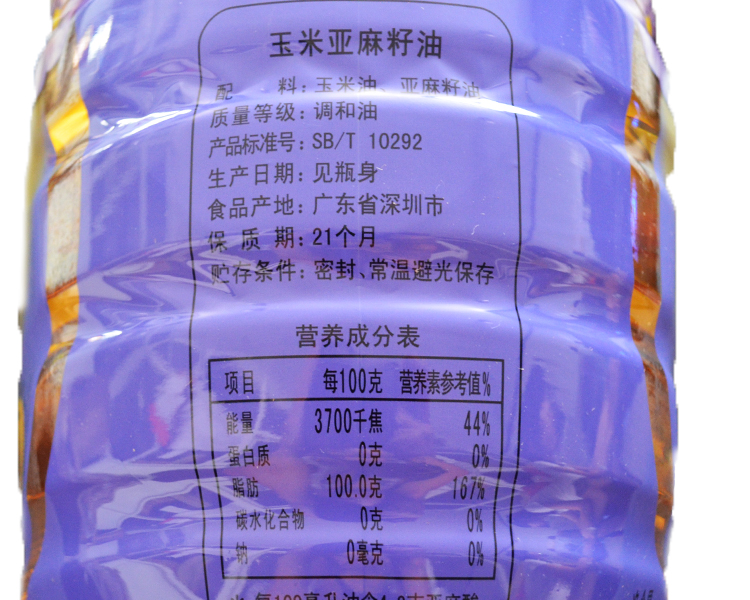 玉米亚麻籽油
配 料: 玉米油、亚麻籽油
质量等级: 调和油
产品标准号: SB/T 10292
生产日期: 见瓶身
食品产地: 广东省深圳市
保 质 期: 21个月
贮存条件: 密封、常温避光保存
营养成分表
项目 每100克 营养素参考值%
能量 3700千焦 44%
蛋白质 0克 0%
脂肪 100.0克 167%
碳水化合物 0克 0%
钠 0毫克 0%